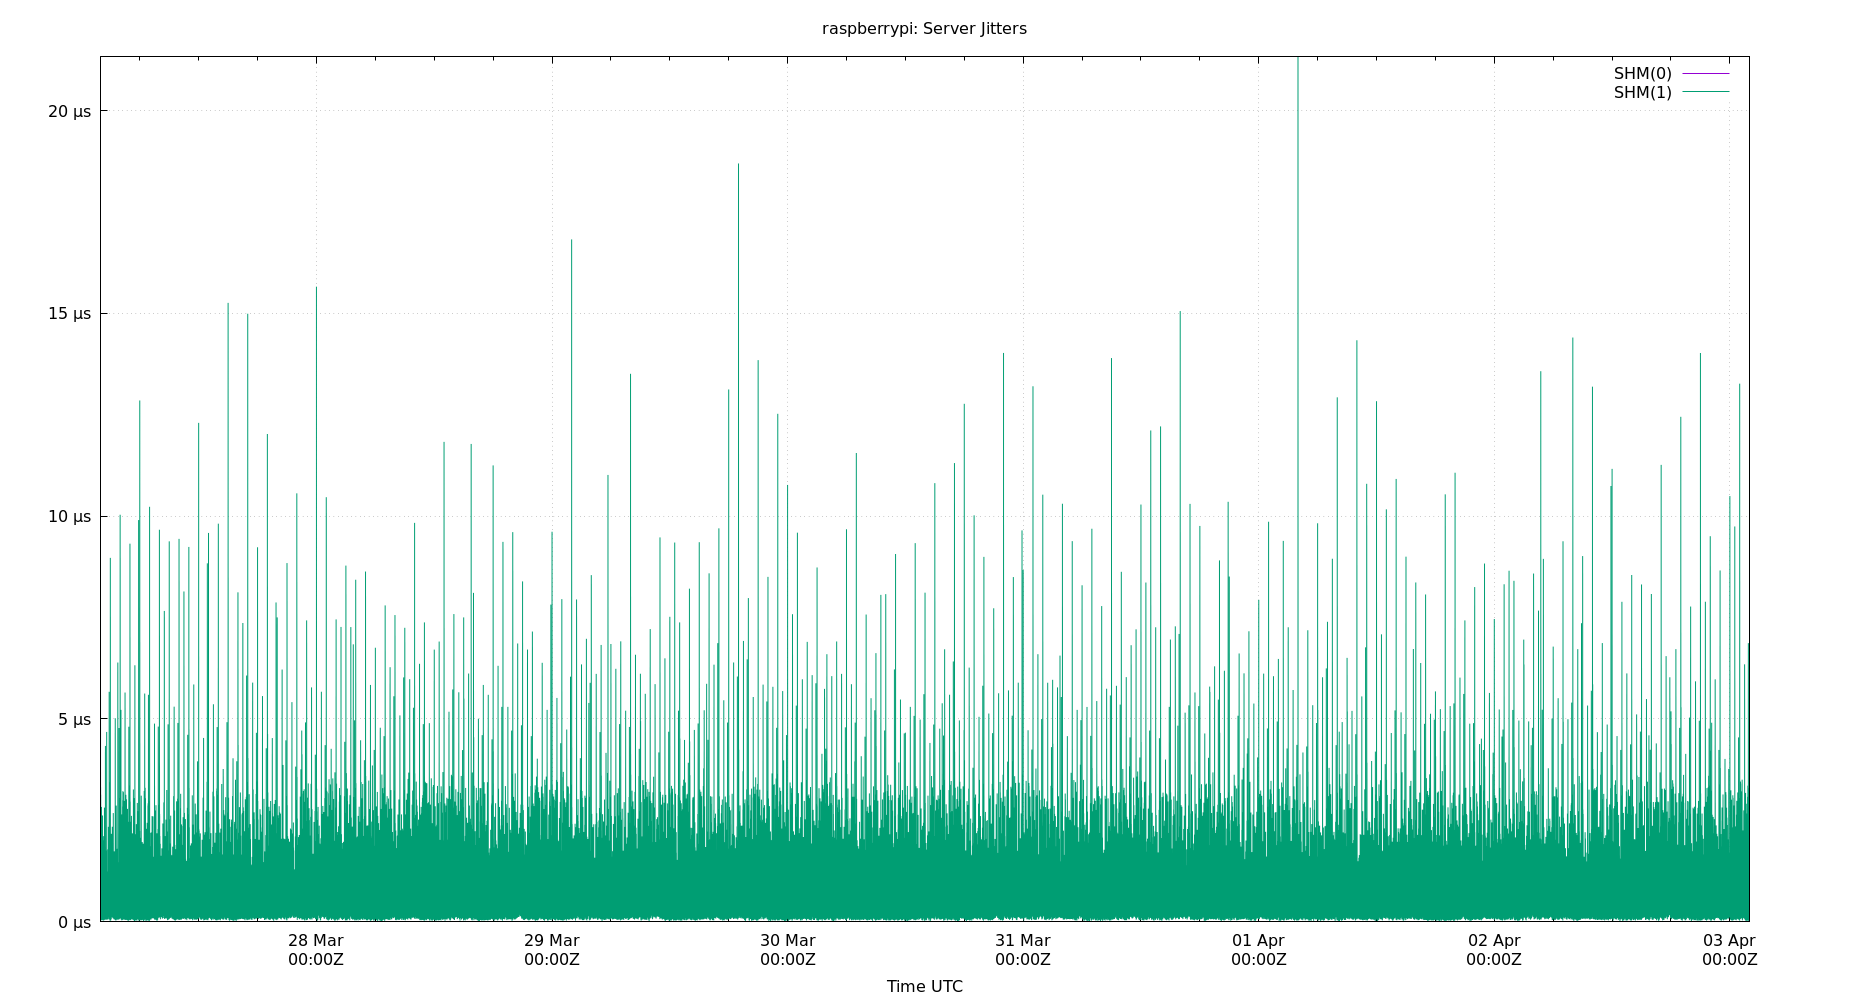 raspberrypi: Server Jitters
SHM(0)
SHM(1)
20 µs
15 µs
10 µs
5 µs
0 µs
28 Mar 29 Mar 30 Mar 31 Mar 01 Apr 02 Apr 03 Apr
00:00Z 00:00Z 00:00Z 00:00Z 00:00Z 00:00Z 00:00Z
Time UTC